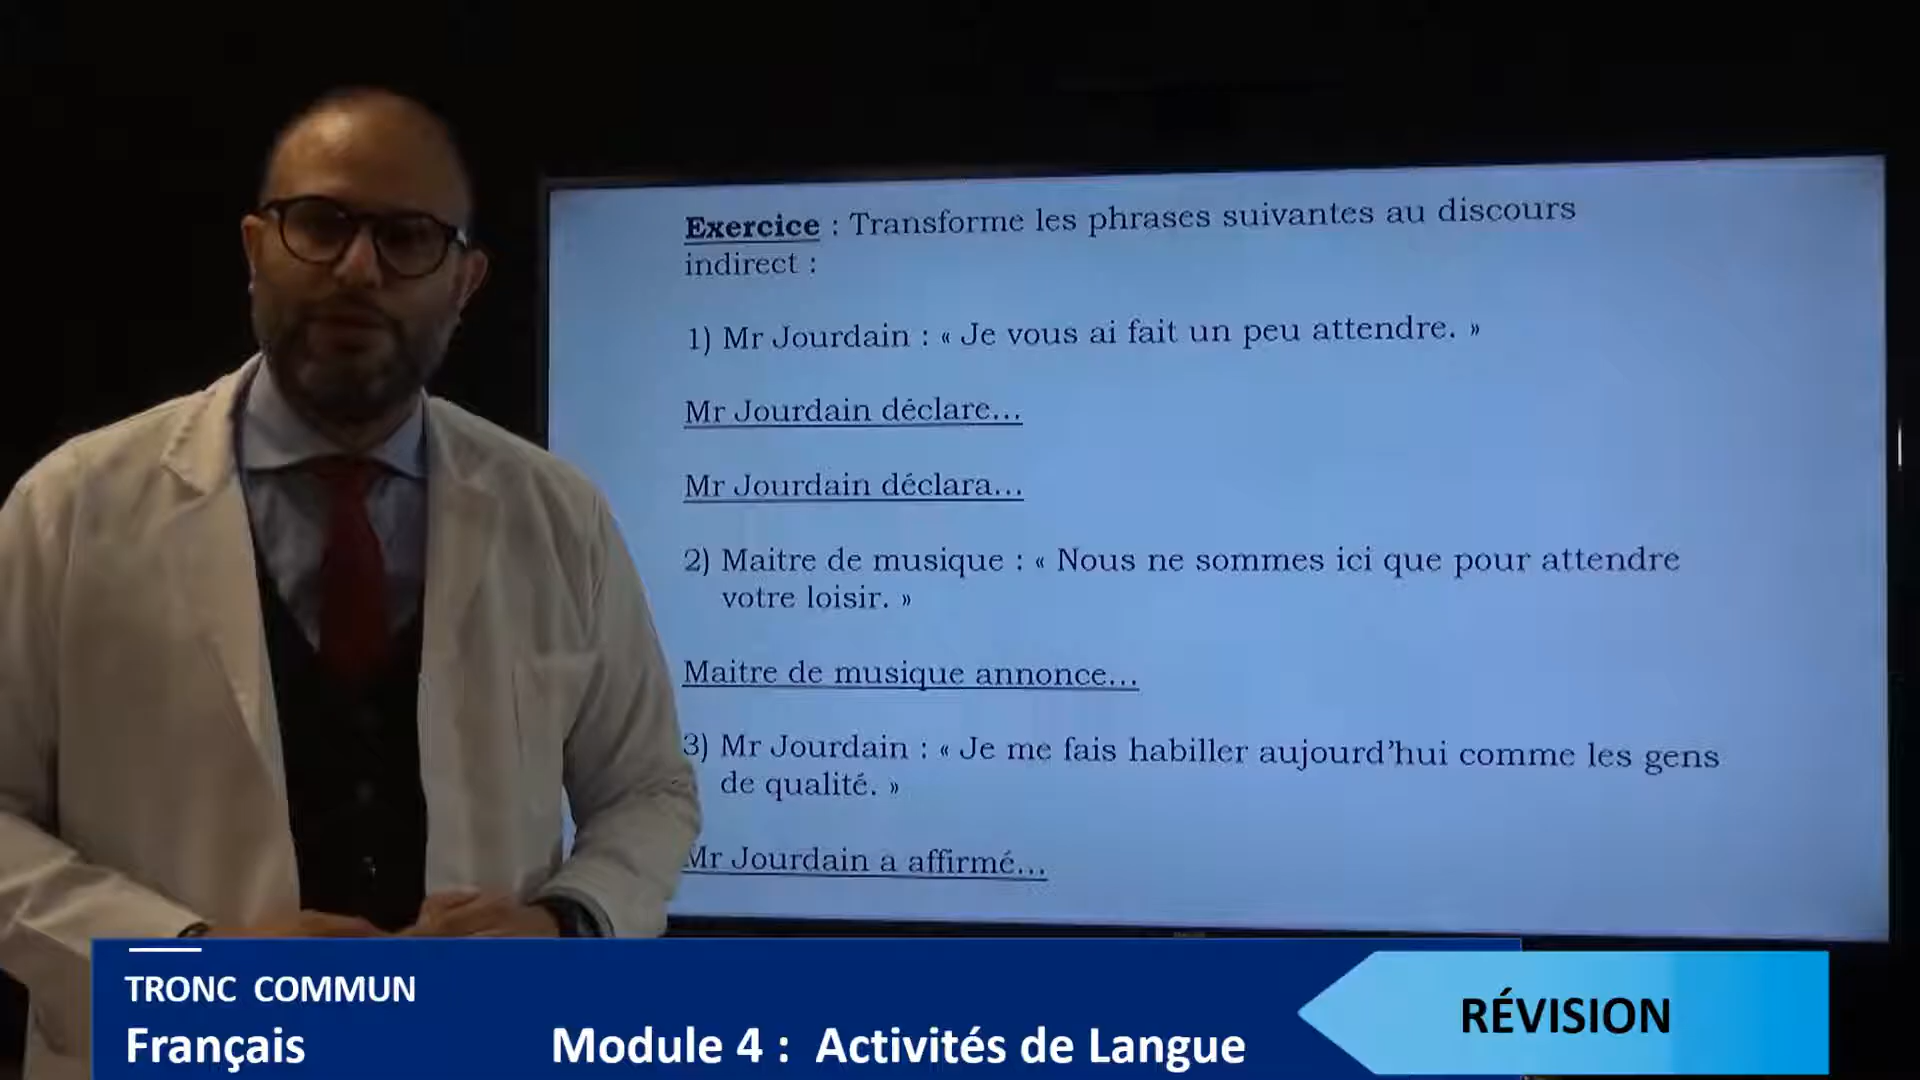 Exercice : Transforme les phrases suivantes au discours
indirect :
1) Mr Jourdain : « Je vous ai fait un peu attendre. »
Mr Jourdain déclare...
Mr Jourdain déclara...
2) Maitre de musique : « Nous ne sommes ici que pour attendre
votre loisir. »
Maitre de musique annonce...
3) Mr Jourdain : « Je me fais habiller aujourd'hui comme les gens
de qualité. »
Mr Jourdain a affirmé...
TRONC COMMUN
Français
Module 4 : Activités de Langue
RÉVISION